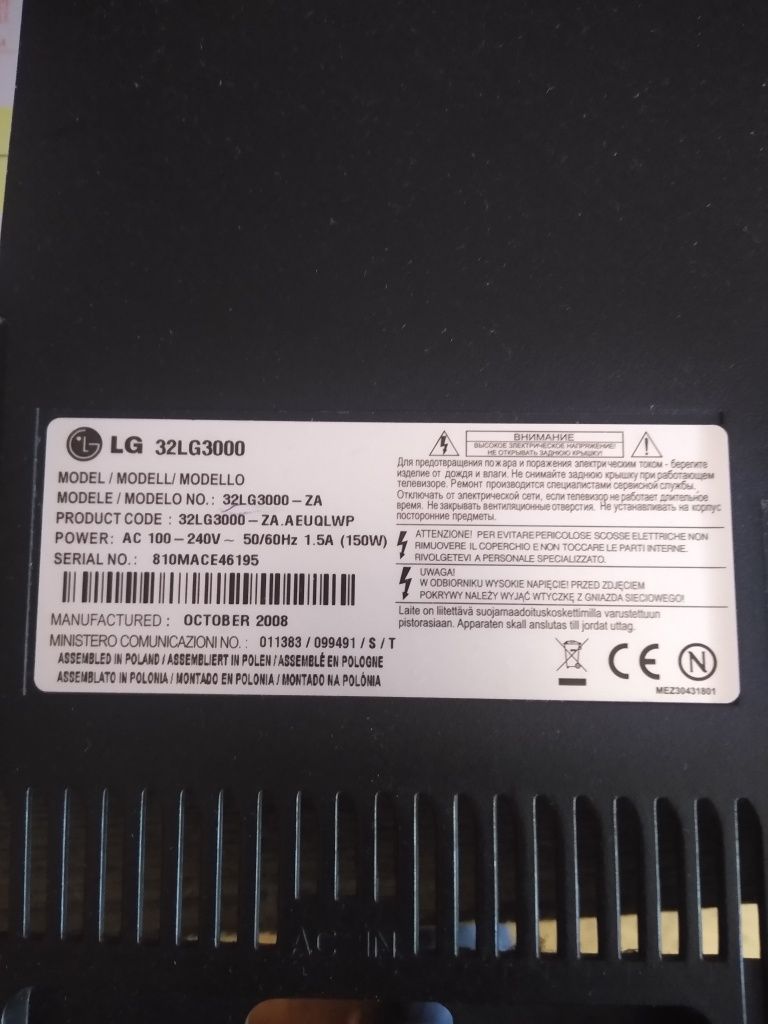 LG 32LG3000
MODEL / MODELL/ MODELLO
MODELE / MODELO NO.: 32LG3000-ZA
PRODUCT CODE : 32LG3000-ZA.AEUQLWP
POWER: AC 100-240V~ 50/60Hz 1.5A (150W)
SERIAL NO.: 810MACE46195
MANUFACTURED : OCTOBER 2008
MINISTERO COMUNICAZIONI NO. : 011383 / 099491 / S / T
ASSEMBLED IN POLAND / ASSEMBLIERT IN POLEN / ASSEMBLÉ EN POLOGNE
ASSEMBLATO IN POLONIA / MONTADO EN POLONIA / MONTADO NA POLÔNIA
ВНИМАНИЕ
ВЫСОКОЕ ЭЛЕКТРИЧЕСКОЕ НАПРЯЖЕНИЕ!
НЕ ОТКРЫВАТЬ ЗАДНЮЮ КРЫШКУ!
Для предотвращения пожара и поражения электрическим током - берегите
изделие от дождя и влаги. Не снимайте заднюю крышку при работающем
телевизоре. Ремонт производится специалистами сервисной службы.
Отключать от электрической сети, если телевизор не работает длительное
время. Не закрывать вентиляционные отверстия. Не устанавливать на корпус
посторонние предметы.
ATTENZIONE! PER EVITARE PERICOLOSE SCOSSE ELETTRICHE NON
RIMUOVERE IL COPERCHIO E NON TOCCARE LE PARTI INTERNE.
RIVOLGETEVI A PERSONALE SPECIALIZZATO.
UWAGA!
W ODBIORNIKU WYSOKIE NAPIĘCIE! PRZED ZDJĘCIEM
POKRYWY NALEŻY WYJĄĆ WTYCZKĘ Z GNIAZDA SIECIOWEGO!
Laite on liitettävä suojamaadoituskoskettimilla varustettuun
pistorasiaan. Apparaten skall anslutas till jordat uttag.
CE N
MEZ30431801
AC IN